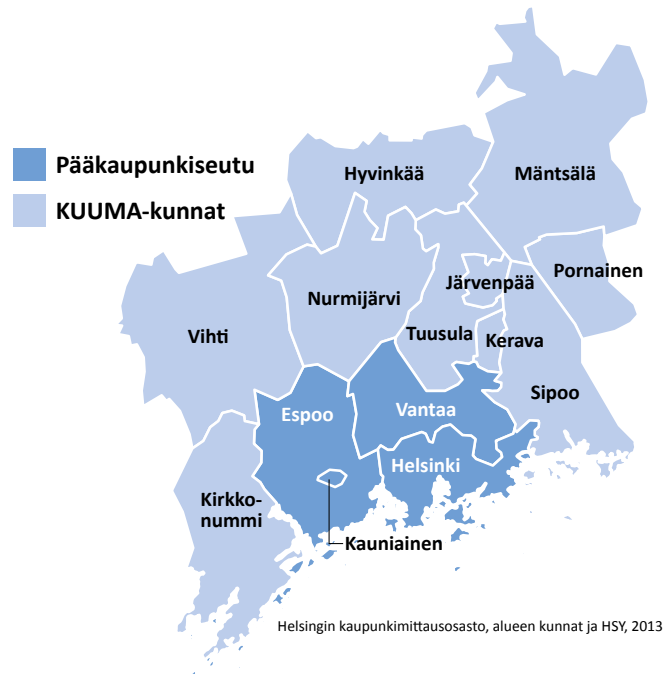 Pääkaupunkiseutu
KUUMA-kunnat
Hyvinkää
Mäntsälä
Pornainen
Järvenpää
Nurmijärvi
Vihti
Tuusula
Kerava
Sipoo
Espoo
Vantaa
Helsinki
Kirkko-
nummi
Kauniainen
Helsingin kaupunkimittausosasto, alueen kunnat ja HSY, 2013